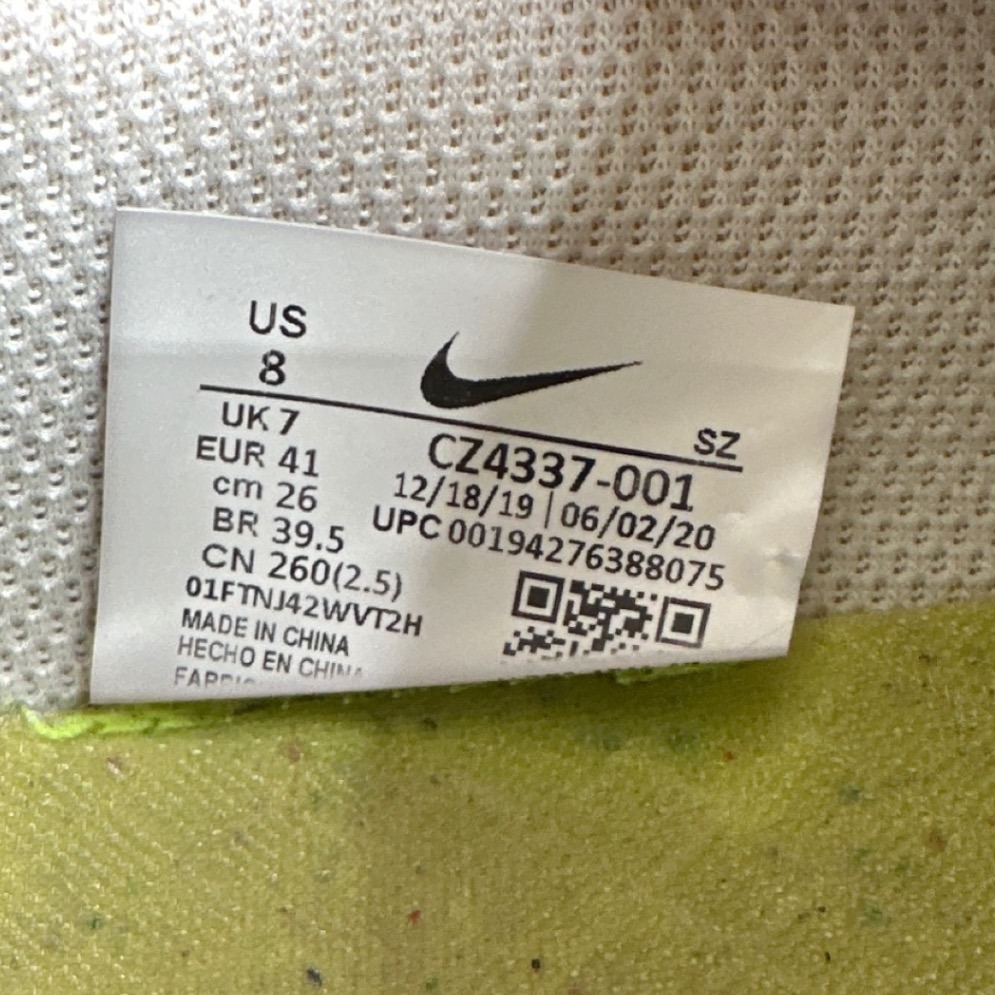 US
8
UK 7
EUR 41
cm 26
BR 39.5
CN 260(2.5)
01FTNJ42WVT2H
MADE IN CHINA
HECHO EN CHINA
SZ
CZ4337-001
12/18/19 | 06/02/20
UPC 00194276388075